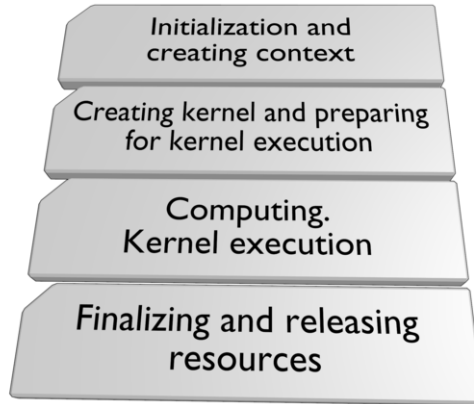 Initialization and
creating context
Creating kernel and preparing
for kernel execution
Computing.
Kernel execution
Finalizing and releasing
resources